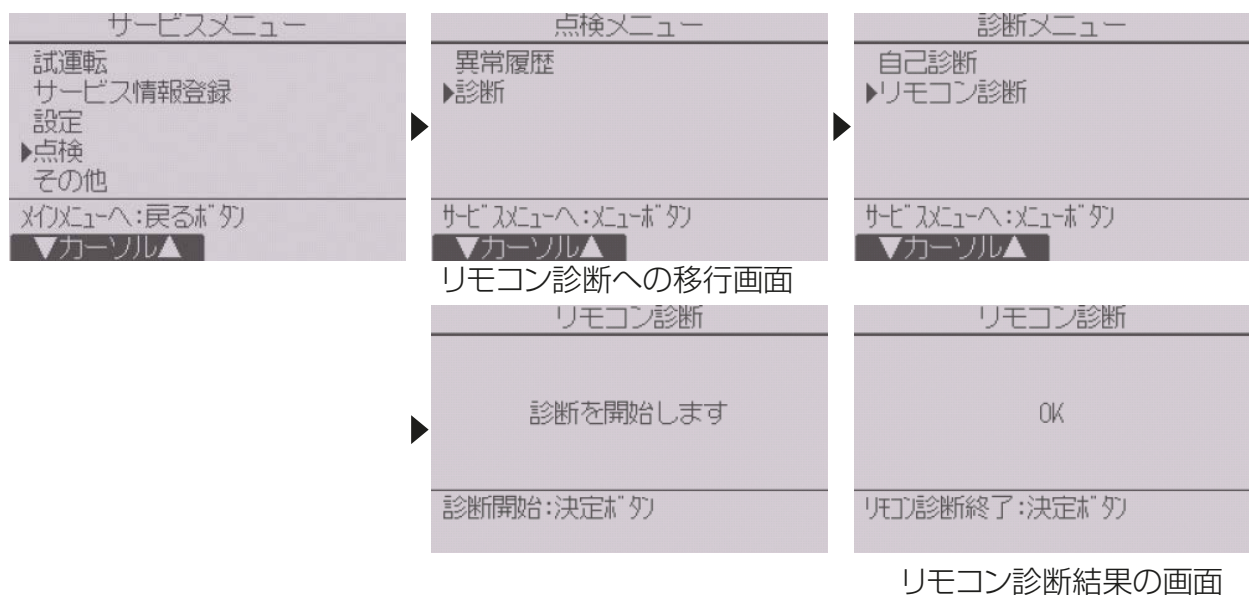 サービスメニュー
試運転
サービス情報登録
設定
▶点検
その他
ﾒｲﾝﾒﾆｭｰへ:戻るﾎﾞﾀﾝ
▼カーソル▲
点検メニュー
異常履歴
▶診断
ｻｰﾋﾞｽﾒﾆｭｰへ:ﾒﾆｭｰﾎﾞﾀﾝ
▼カーソル▲
診断メニュー
自己診断
▶リモコン診断
ｻｰﾋﾞｽﾒﾆｭｰへ:ﾒﾆｭｰﾎﾞﾀﾝ
▼カーソル▲
リモコン診断への移行画面
リモコン診断
診断を開始します
診断開始:決定ﾎﾞﾀﾝ
リモコン診断
OK
ﾘﾓｺﾝ診断終了:決定ﾎﾞﾀﾝ
リモコン診断結果の画面